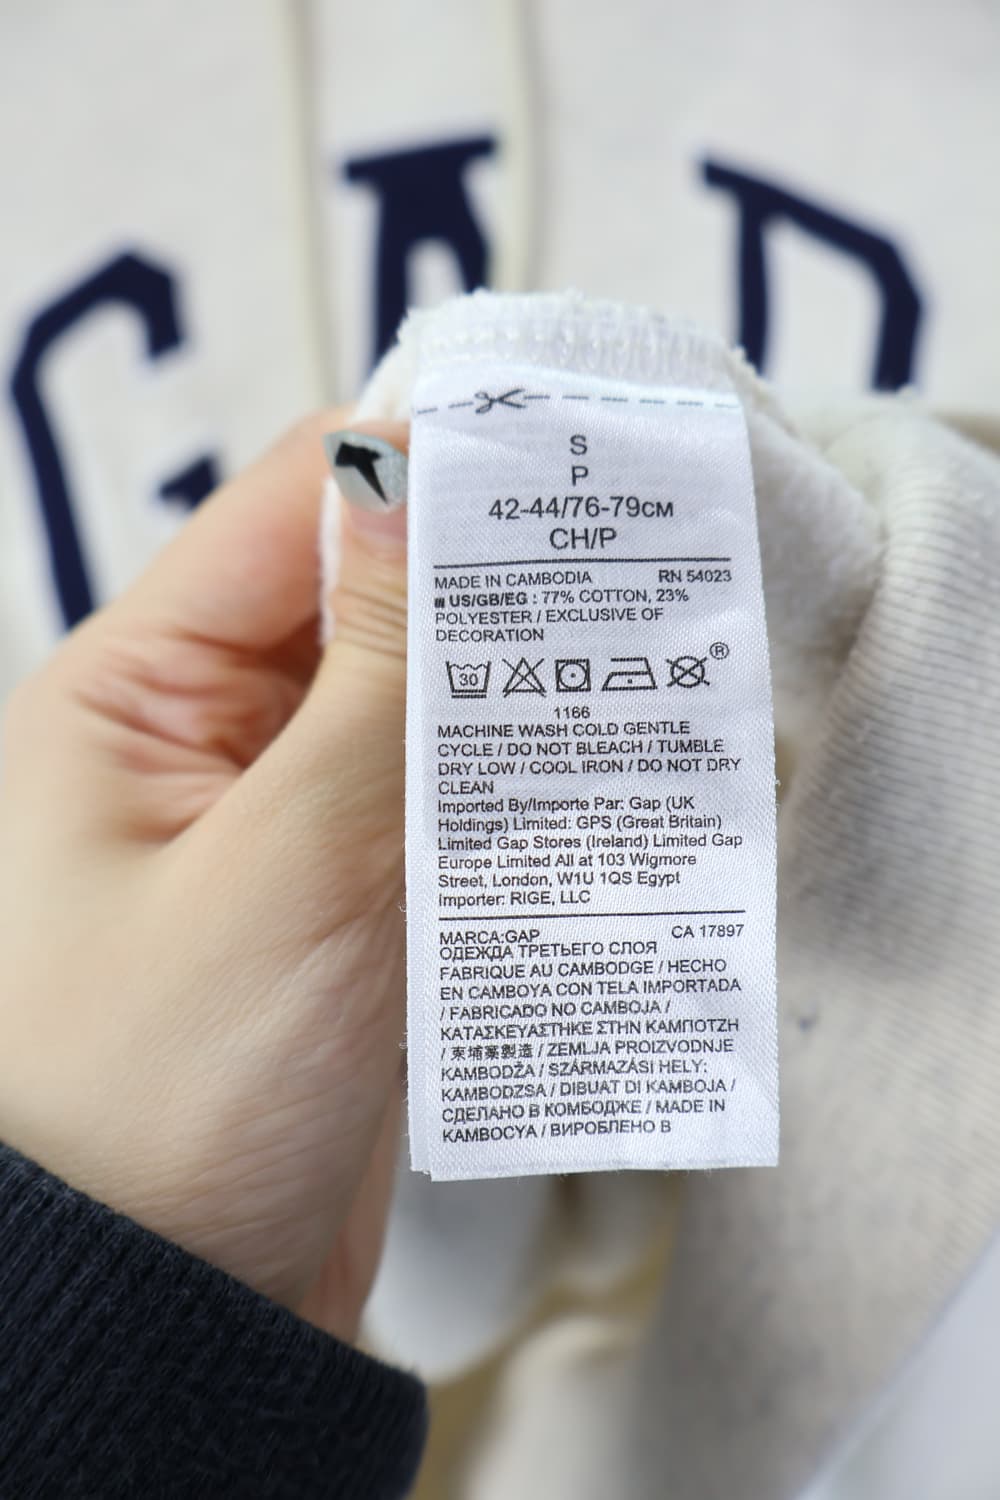 GAP
S
P
42-44/76-79см
CH/P
MADE IN CAMBODIA RN 54023
US/GB/EG : 77% COTTON, 23%
POLYESTER / EXCLUSIVE OF
DECORATION
30
®
1166
MACHINE WASH COLD GENTLE
CYCLE / DO NOT BLEACH / TUMBLE
DRY LOW / COOL IRON / DO NOT DRY
CLEAN
Imported By/Importe Par: Gap (UK
Holdings) Limited: GPS (Great Britain)
Limited Gap Stores (Ireland) Limited Gap
Europe Limited All at 103 Wigmore
Street, London, W1U 1QS Egypt
Importer: RIGE, LLC
MARCA:GAP CA 17897
ОДЕЖДА ТРЕТЬЕГО СЛОЯ
FABRIQUE AU CAMBODGE / HECHO
EN CAMBOYA CON TELA IMPORTADA
/ FABRICADO NO CAMBOJA /
ΚΑΤΑΣΚΕΥΑΣΤΗΚΕ ΣΤΗΝ ΚΑΜΠΟΤΖΗ
/ 柬埔寨製造 / ZEMLJA PROIZVODNJE
KAMBODŽA / SZÁRMAZÁSI HELY:
KAMBODZSA / DIBUAT DI KAMBOJA /
СДЕЛАНО В КОМБОДЖЕ / MADE IN
KAMBOCYA / ВИРОБЛЕНО В